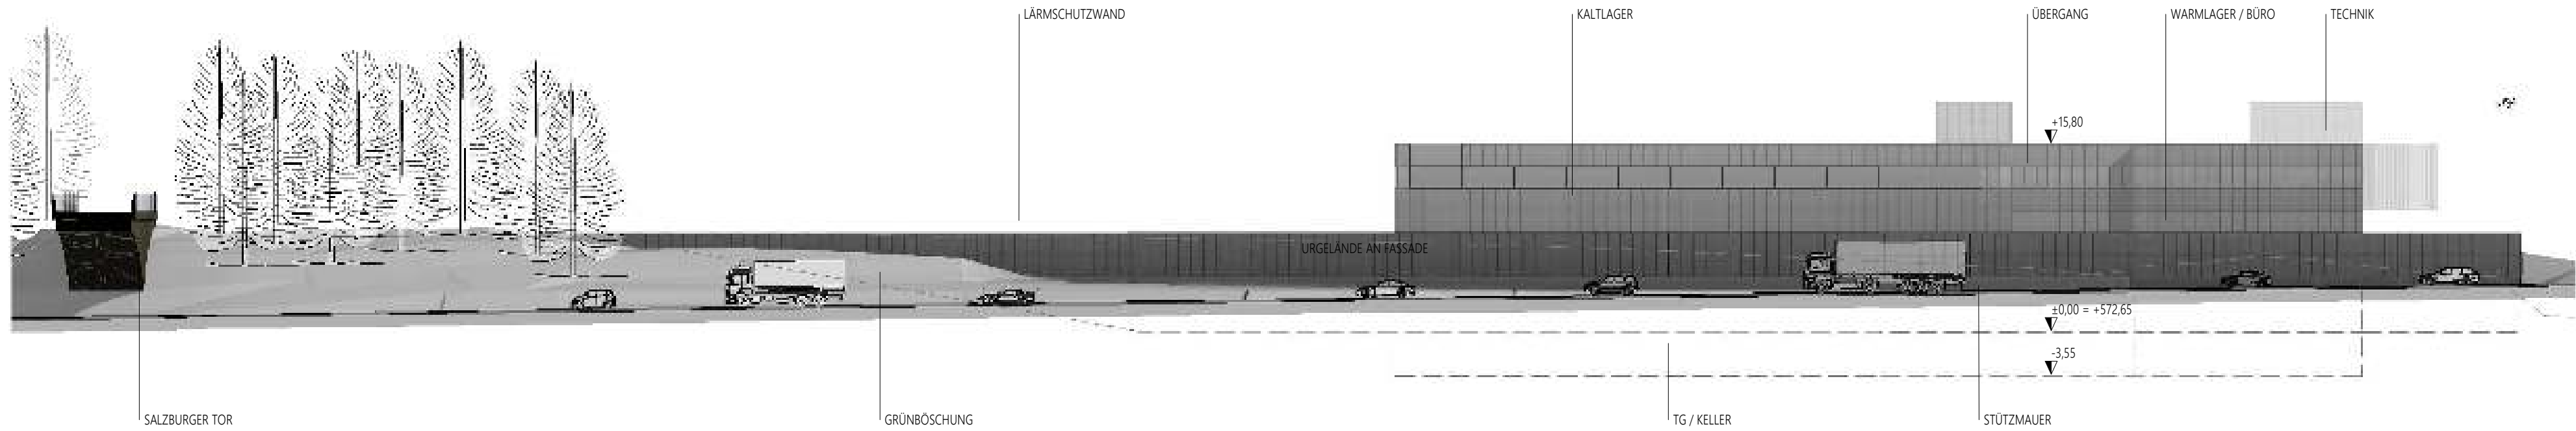 LÄRMSCHUTZWAND
KALTLAGER
ÜBERGANG
WARMLAGER / BÜRO
TECHNIK
+15,80
URGELÄNDE AN FASSADE
±0,00 = +572,65
-3,55
SALZBURGER TOR
GRÜNBÖSCHUNG
TG / KELLER
STÜTZMAUER